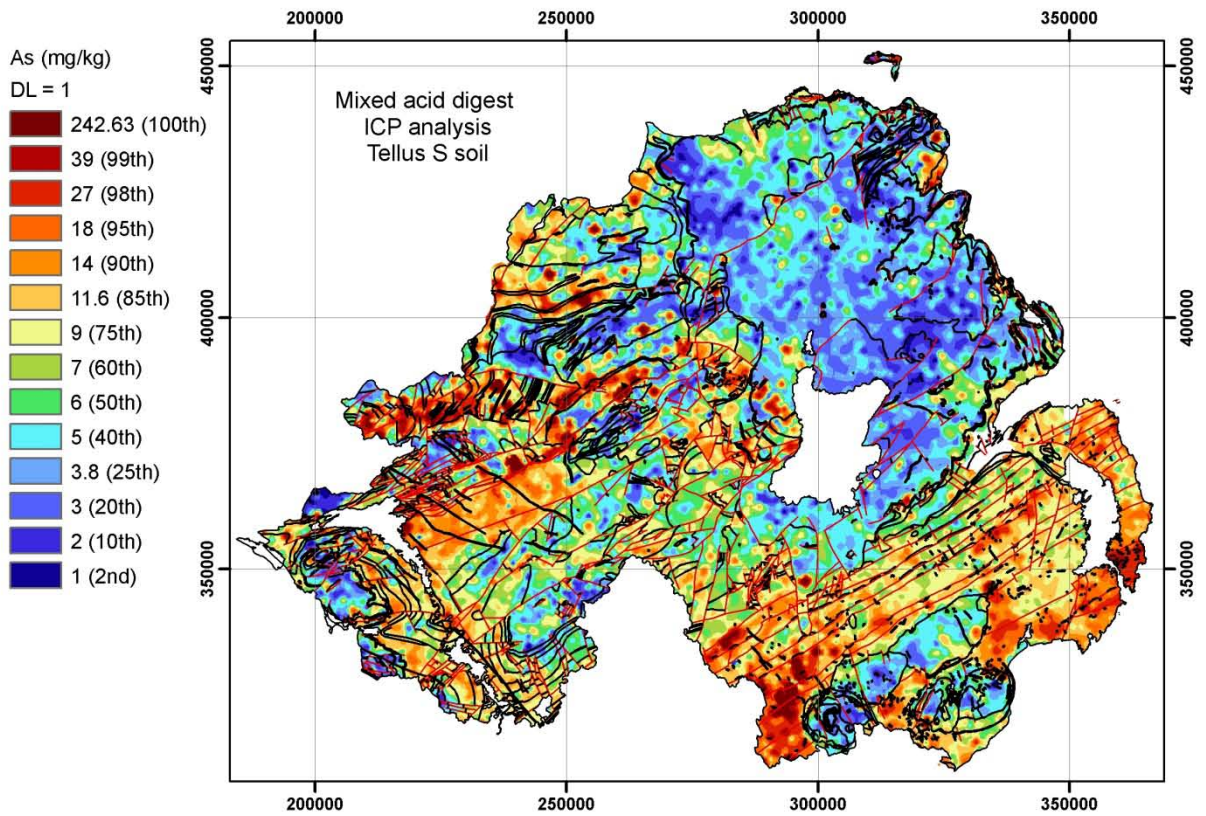 200000 250000 300000 350000
As (mg/kg)
DL = 1
242.63 (100th)
39 (99th)
27 (98th)
18 (95th)
14 (90th)
11.6 (85th)
9 (75th)
7 (60th)
6 (50th)
5 (40th)
3.8 (25th)
3 (20th)
2 (10th)
1 (2nd)
Mixed acid digest
ICP analysis
Tellus S soil
450000
400000
350000
450000
400000
350000
200000 250000 300000 350000